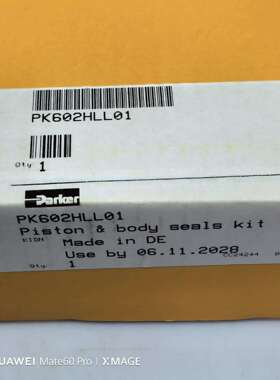 PK602HLL01
Qty 1
Parker
PK602HLL01
Piston & body seals kit
Made in DE
Use by 06.11.2028
Qty. 1
HUAWEI Mate60 Pro | XMAGE